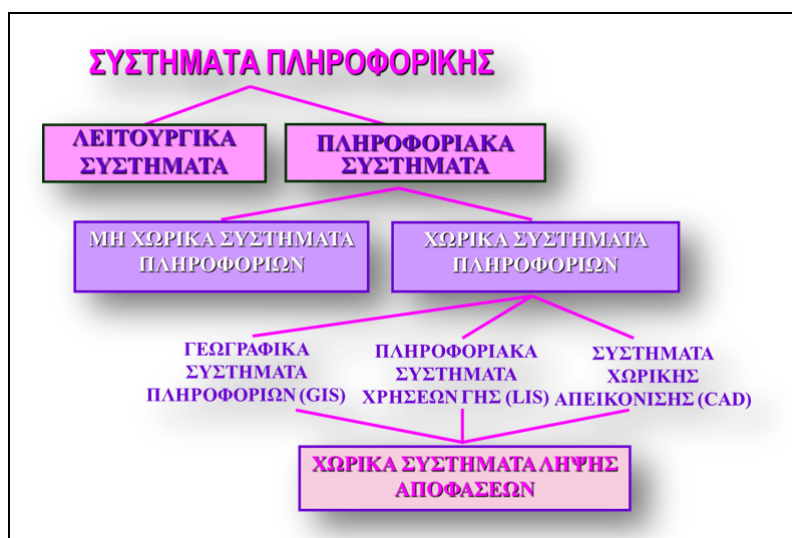 ΣΥΣΤΗΜΑΤΑ ΠΛΗΡΟΦΟΡΙΚΗΣ
ΛΕΙΤΟΥΡΓΙΚΑ
ΣΥΣΤΗΜΑΤΑ
ΠΛΗΡΟΦΟΡΙΑΚΑ
ΣΥΣΤΗΜΑΤΑ
ΜΗ ΧΩΡΙΚΑ ΣΥΣΤΗΜΑΤΑ
ΠΛΗΡΟΦΟΡΙΩΝ
ΧΩΡΙΚΑ ΣΥΣΤΗΜΑΤΑ
ΠΛΗΡΟΦΟΡΙΩΝ
ΓΕΩΓΡΑΦΙΚΑ
ΣΥΣΤΗΜΑΤΑ
ΠΛΗΡΟΦΟΡΙΩΝ (GIS)
ΠΛΗΡΟΦΟΡΙΑΚΑ
ΣΥΣΤΗΜΑΤΑ
ΧΡΗΣΕΩΝ ΓΗΣ (LIS)
ΣΥΣΤΗΜΑΤΑ
ΧΩΡΙΚΗΣ
ΑΠΕΙΚΟΝΙΣΗΣ (CAD)
ΧΩΡΙΚΑ ΣΥΣΤΗΜΑΤΑ ΛΗΨΗΣ
ΑΠΟΦΑΣΕΩΝ